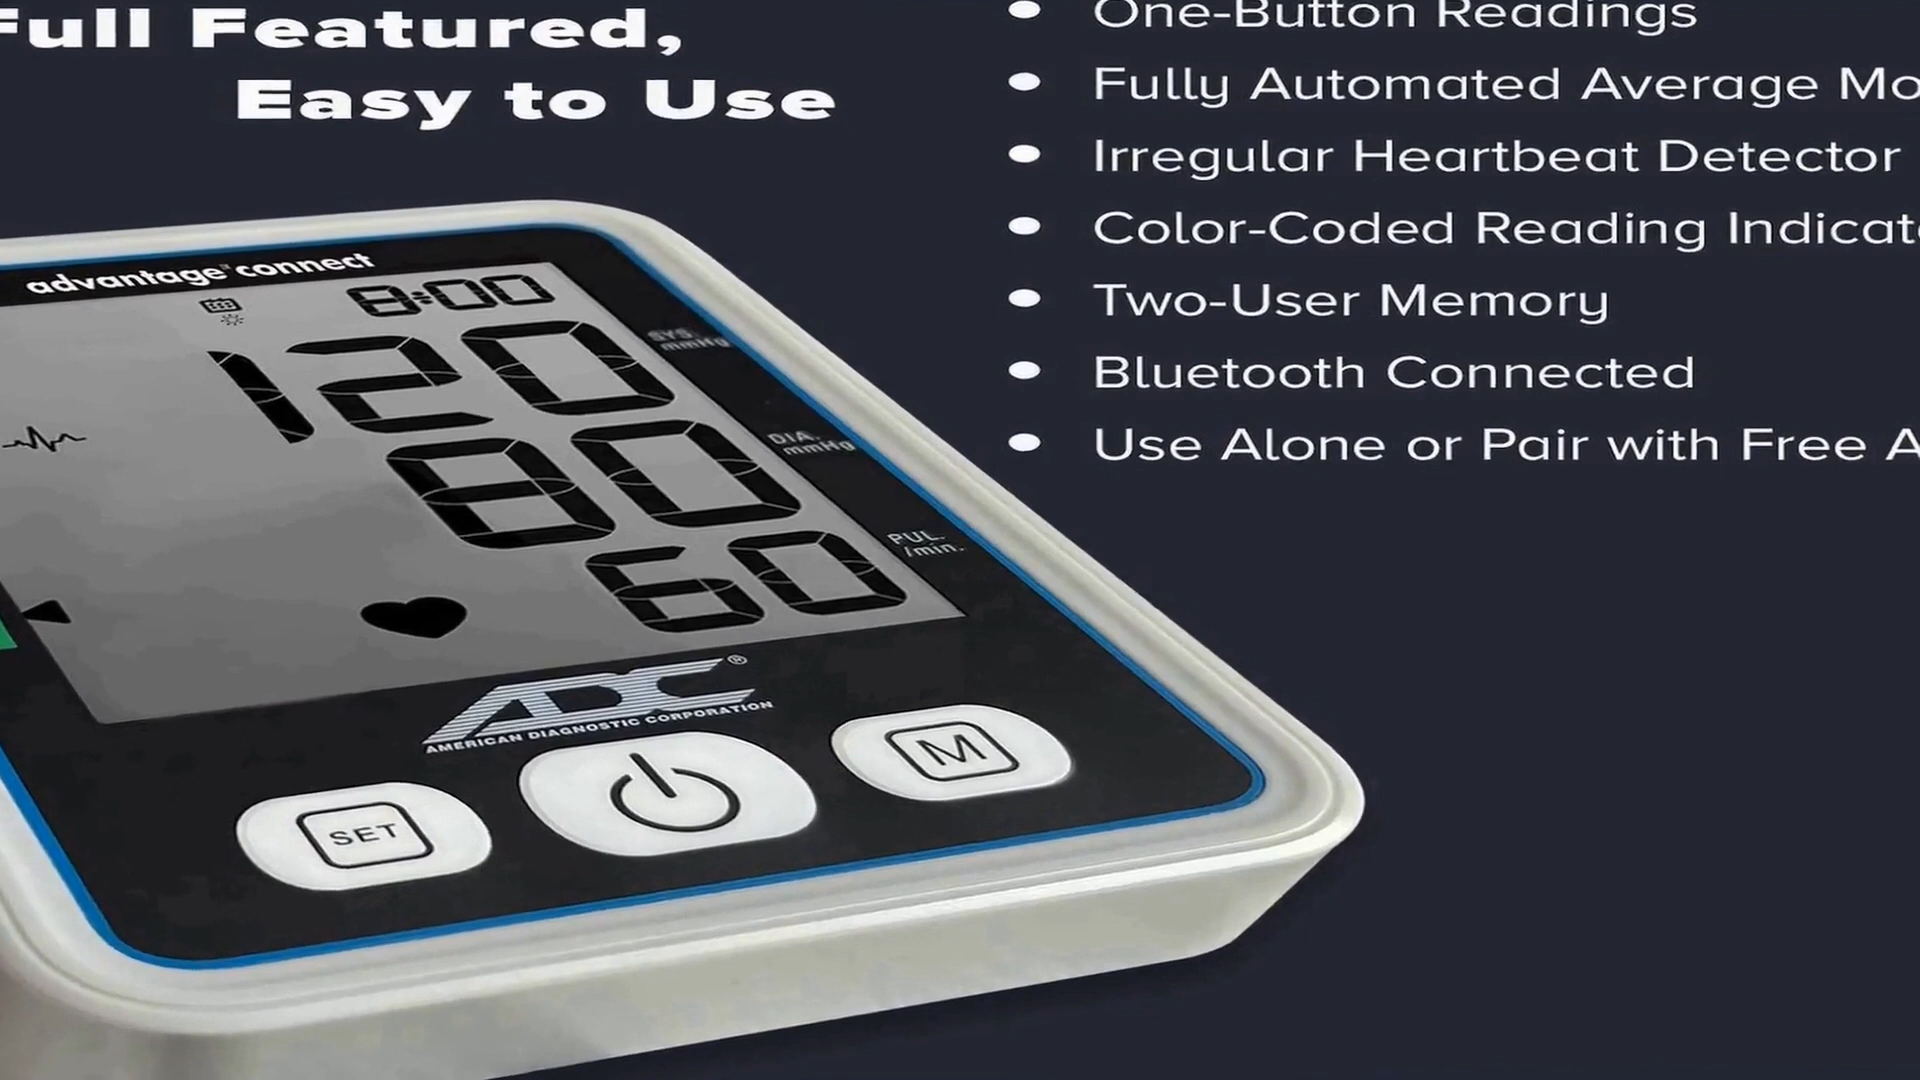 Full Featured,
Easy to Use
One-Button Readings
Fully Automated Average
Irregular Heartbeat Detector
Color-Coded Reading
Two-User Memory
Bluetooth Connected
Use Alone or Pair with Free
advantage connect
8:00
120
SYS.
mmHg
80
DIA.
mmHg
60
PUL.
/min.
ADC®
AMERICAN DIAGNOSTIC CORPORATION
SET
M